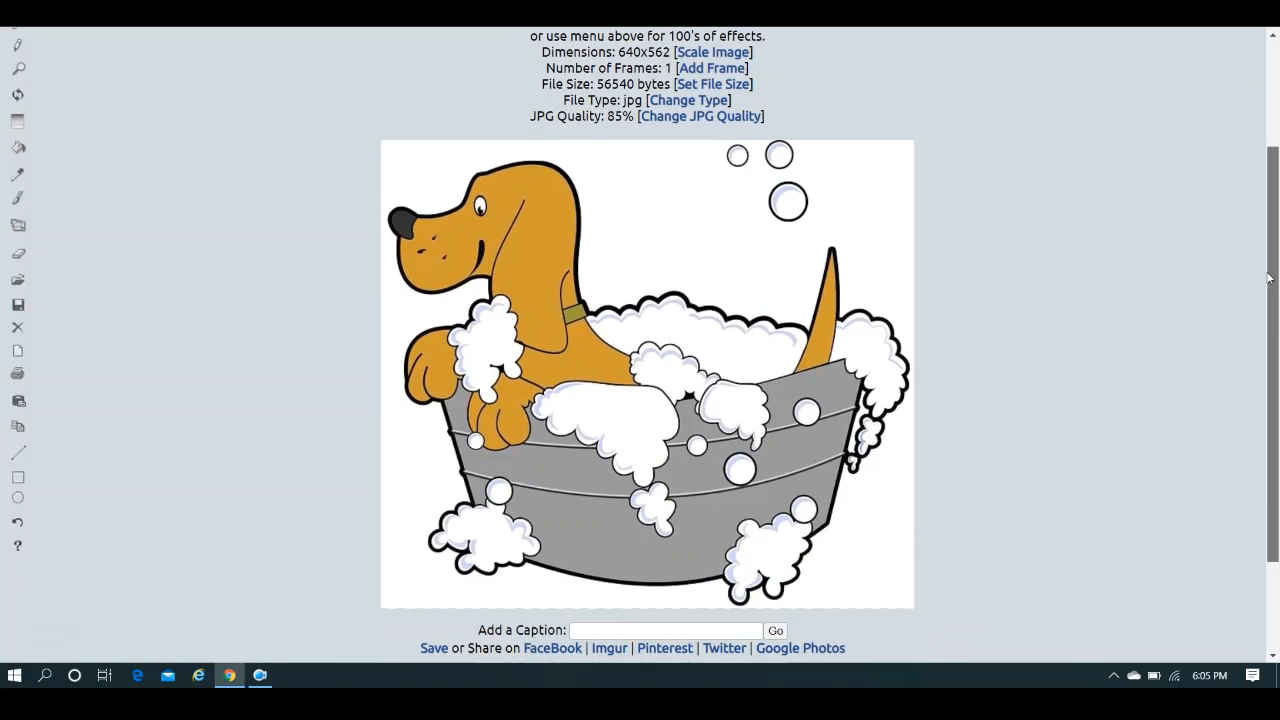 or use menu above for 100's of effects.
Dimensions: 640x562 [Scale Image]
Number of Frames: 1 [Add Frame]
File Size: 56540 bytes [Set File Size]
File Type: jpg [Change Type]
JPG Quality: 85% [Change JPG Quality]
Add a Caption: Go
Save or Share on FaceBook | Imgur | Pinterest | Twitter | Google Photos
6:05 PM